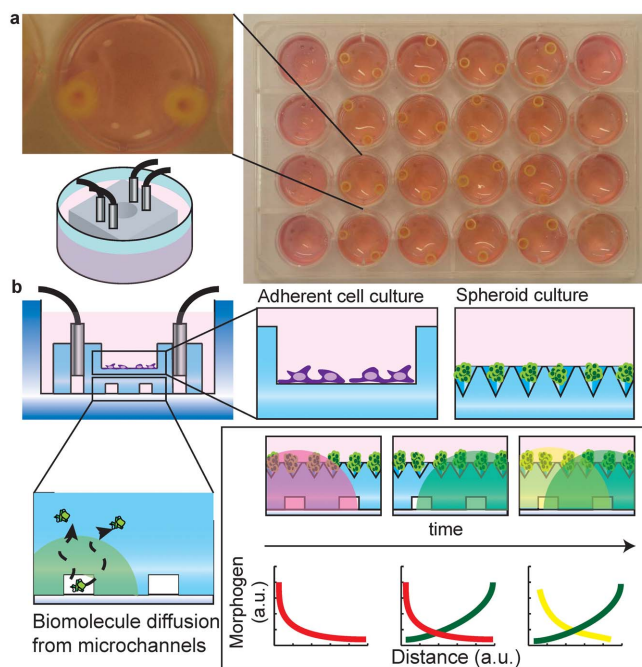 a
b
Adherent cell culture
Spheroid culture
Biomolecule diffusion
from microchannels
time
Morphogen
(a.u.)
Distance (a.u.)